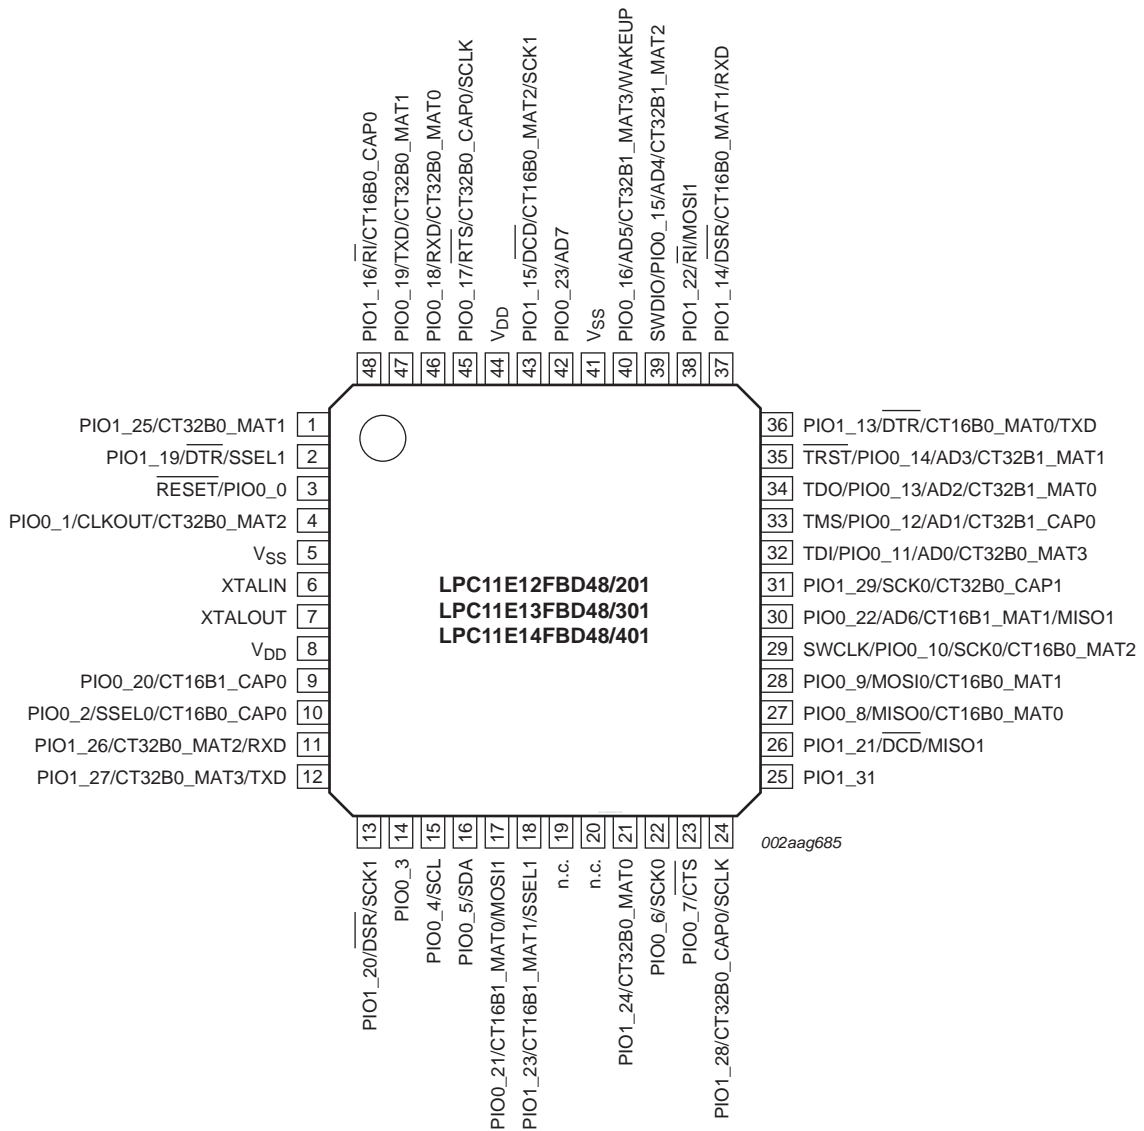 PIO1_16/RI/CT16B0_CAP0
PIO0_19/TXD/CT32B0_MAT1
PIO0_18/RXD/CT32B0_MAT0
PIO0_17/RTS/CT32B0_CAP0/SCLK
VDD
PIO1_15/DCD/CT16B0_MAT2/SCK1
PIO0_23/AD7
VSS
PIO0_16/AD5/CT32B1_MAT3/WAKEUP
SWDIO/PIO0_15/AD4/CT32B1_MAT2
PIO1_22/RI/MOSI1
PIO1_14/DSR/CT16B0_MAT1/RXD
48
47
46
45
44
43
42
41
40
39
38
37
PIO1_25/CT32B0_MAT1 1
PIO1_19/DTR/SSEL1 2
RESET/PIO0_0 3
PIO0_1/CLKOUT/CT32B0_MAT2 4
VSS 5
XTALIN 6
XTALOUT 7
VDD 8
PIO0_20/CT16B1_CAP0 9
PIO0_2/SSEL0/CT16B0_CAP0 10
PIO1_26/CT32B0_MAT2/RXD 11
PIO1_27/CT32B0_MAT3/TXD 12
LPC11E12FBD48/201
LPC11E13FBD48/301
LPC11E14FBD48/401
36 PIO1_13/DTR/CT16B0_MAT0/TXD
35 TRST/PIO0_14/AD3/CT32B1_MAT1
34 TDO/PIO0_13/AD2/CT32B1_MAT0
33 TMS/PIO0_12/AD1/CT32B1_CAP0
32 TDI/PIO0_11/AD0/CT32B0_MAT3
31 PIO1_29/SCK0/CT32B0_CAP1
30 PIO0_22/AD6/CT16B1_MAT1/MISO1
29 SWCLK/PIO0_10/SCK0/CT16B0_MAT2
28 PIO0_9/MOSI0/CT16B0_MAT1
27 PIO0_8/MISO0/CT16B0_MAT0
26 PIO1_21/DCD/MISO1
25 PIO1_31
13
14
15
16
17
18
19
20
21
22
23
24
002aag685
PIO1_20/DSR/SCK1
PIO0_3
PIO0_4/SCL
PIO0_5/SDA
PIO0_21/CT16B1_MAT0/MOSI1
PIO1_23/CT16B1_MAT1/SSEL1
n.c.
n.c.
PIO1_24/CT32B0_MAT0
PIO0_6/SCK0
PIO0_7/CTS
PIO1_28/CT32B0_CAP0/SCLK